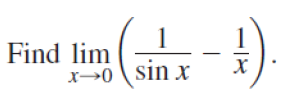 Find lim x→0 (1/sin x − 1/x).